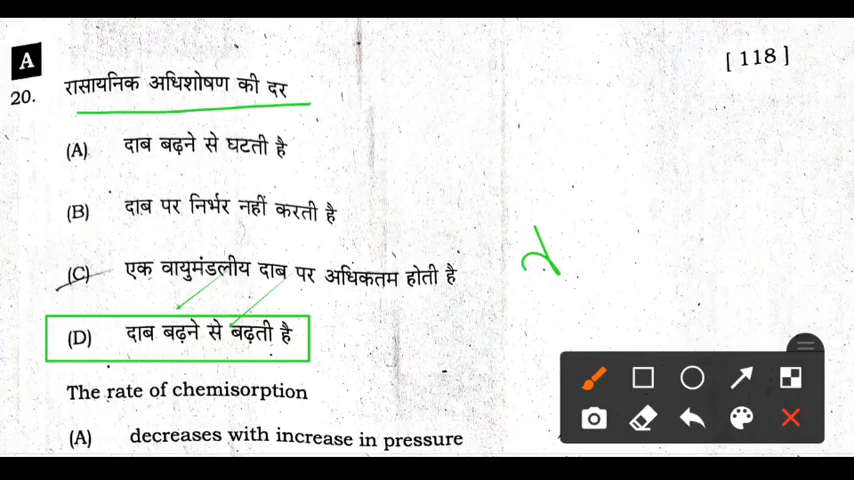 A
[ 118 ]
20. रासायनिक अधिशोषण की दर
(A) दाब बढ़ने से घटती है
(B) दाब पर निर्भर नहीं करती है
(C) एक वायुमंडलीय दाब पर अधिकतम होती है
(D) दाब बढ़ने से बढ़ती है
The rate of chemisorption
(A) decreases with increase in pressure